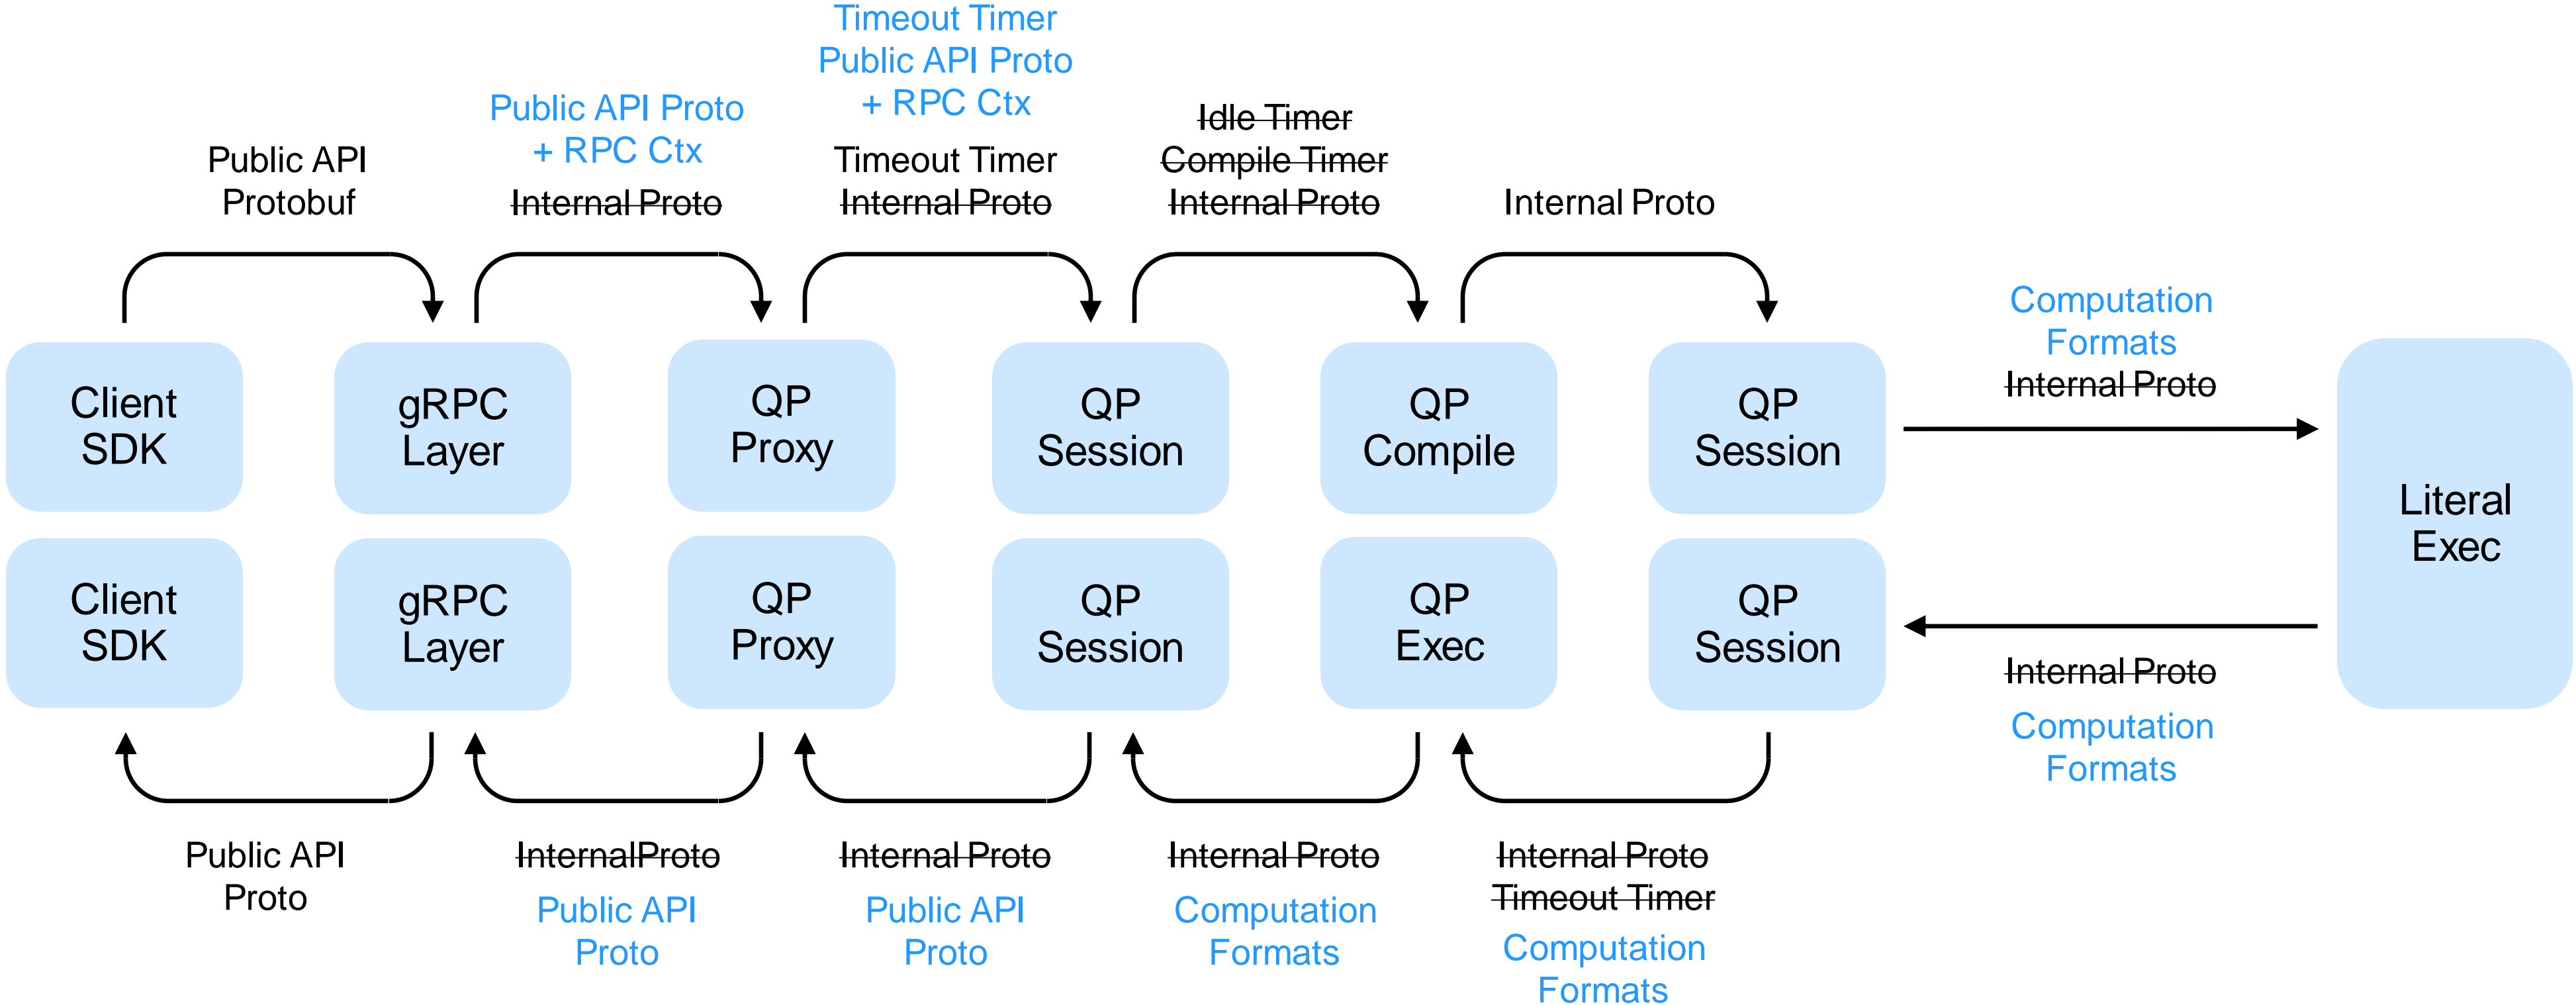 Timeout Timer
Public API Proto
+ RPC Ctx
Public API Proto
+ RPC Ctx
Idle Timer
Compile Timer
Internal Proto
Public API
Protobuf
Internal Proto
Timeout Timer
Internal Proto
Internal Proto
Computation
Formats
Internal Proto
Client
SDK
gRPC
Layer
QP
Proxy
QP
Session
QP
Compile
QP
Session
Literal
Exec
Client
SDK
gRPC
Layer
QP
Proxy
QP
Session
QP
Exec
QP
Session
Internal Proto
Computation
Formats
Public API
Proto
InternalProto
Public API
Proto
Internal Proto
Public API
Proto
Internal Proto
Computation
Formats
Internal Proto
Timeout Timer
Computation
Formats